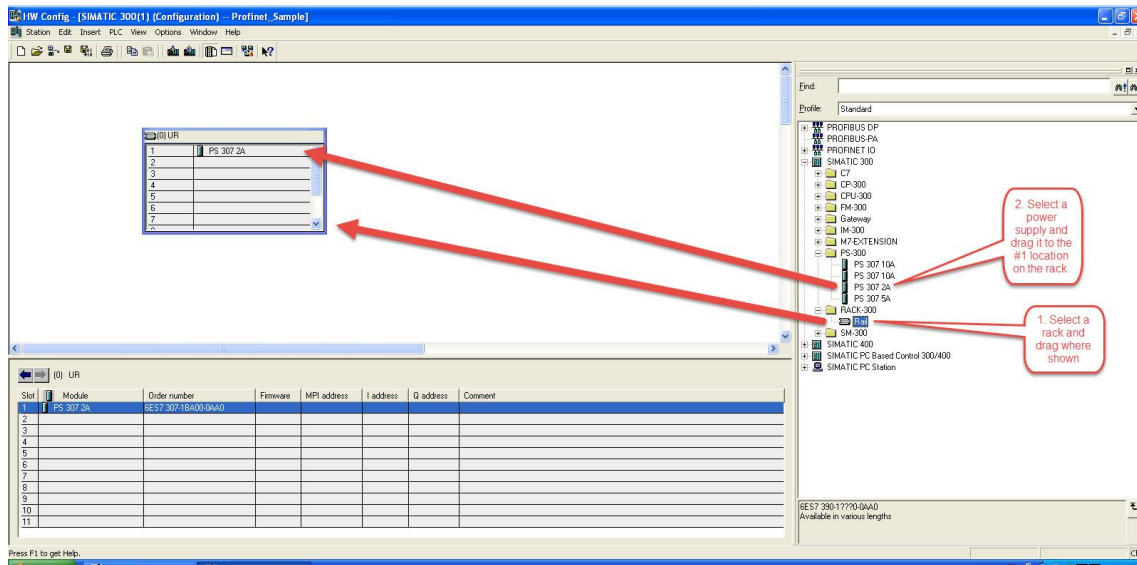 HW Config - [SIMATIC 300(1) (Configuration) -- Profinet_Sample]
Station Edit Insert PLC View Options Window Help
(0) UR
1 PS 307 2A
2
3
4
5
6
7
Find:
Profile: Standard
PROFIBUS DP
PROFIBUS-PA
PROFINET IO
SIMATIC 300
C7
CP-300
CPU-300
FM-300
Gateway
IM-300
M7-EXTENSION
PS-300
PS 307 10A
PS 307 10A
PS 307 2A
PS 307 5A
RACK-300
Rail
SM-300
SIMATIC 400
SIMATIC PC Based Control 300/400
SIMATIC PC Station
2. Select a
power
supply and
drag it to the
#1 location
on the rack.
1. Select a
rack and
drag where
shown
(0) UR
Slot Module Order number Firmware MPI address I address Q address Comment
1 PS 307 2A 6ES7 307-1BA00-0AA0
2
3
4
5
6
7
8
9
10
11
6ES7 390-1???0-0AA0
Available in various lengths
Press F1 to get Help.